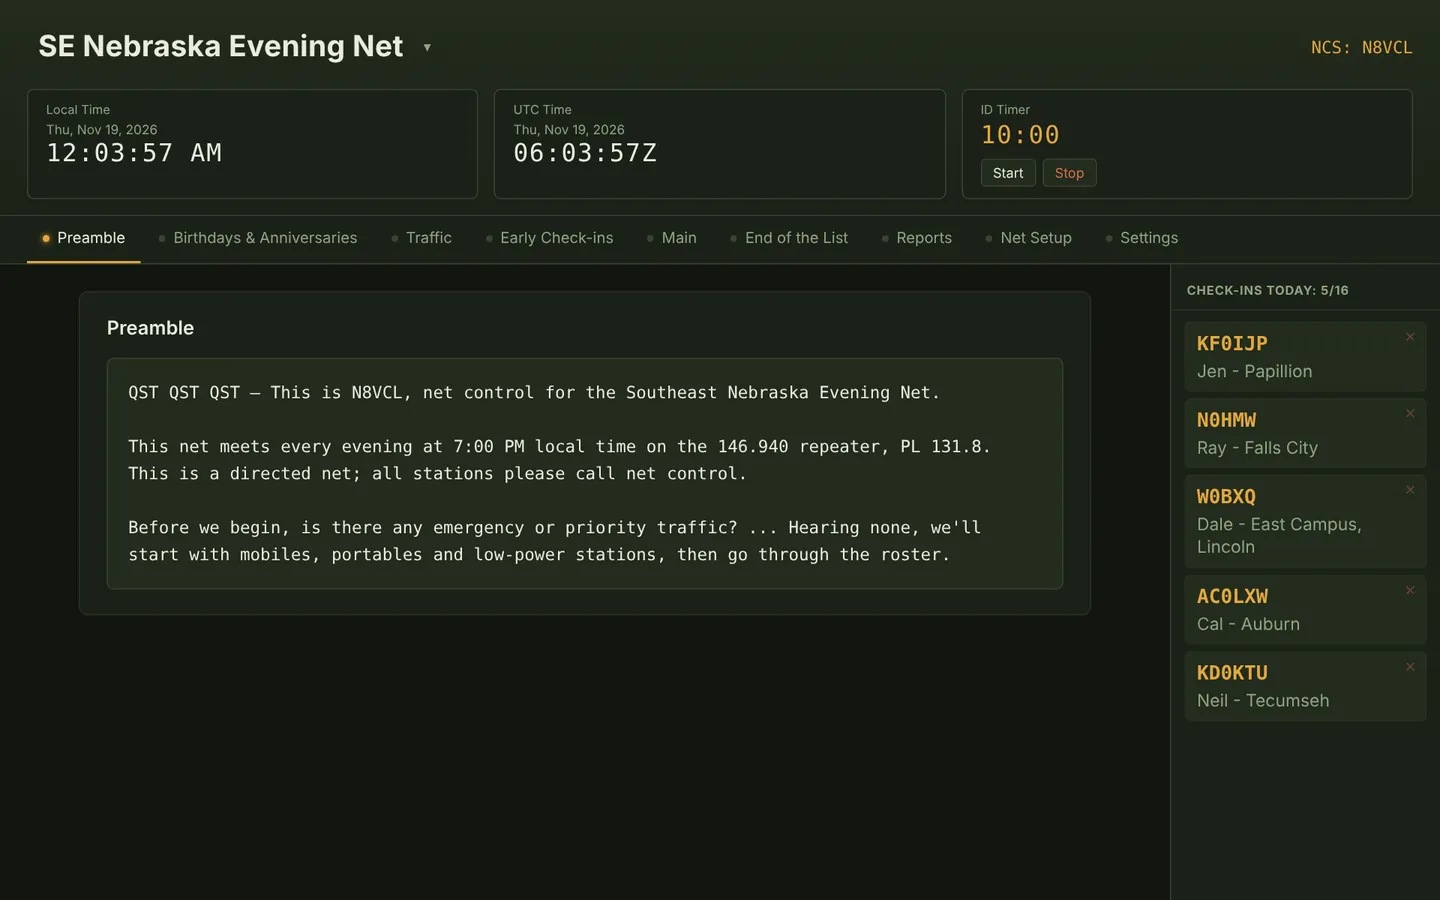 SE Nebraska Evening Net ▼
NCS: N8VCL
Local Time
Thu, Nov 19, 2026
12:03:57 AM
UTC Time
Thu, Nov 19, 2026
06:03:57Z
ID Timer
10:00
Start Stop
Preamble Birthdays & Anniversaries Traffic Early Check-ins Main End of the List Reports Net Setup Settings
Preamble
QST QST QST — This is N8VCL, net control for the Southeast Nebraska Evening Net.
This net meets every evening at 7:00 PM local time on the 146.940 repeater, PL 131.8.
This is a directed net; all stations please call net control.
Before we begin, is there any emergency or priority traffic? ... Hearing none, we'll
start with mobiles, portables and low-power stations, then go through the roster.
CHECK-INS TODAY: 5/16
KF0IJP ×
Jen - Papillion
N0HMW ×
Ray - Falls City
W0BXQ ×
Dale - East Campus,
Lincoln
AC0LXW ×
Cal - Auburn
KD0KTU ×
Neil - Tecumseh